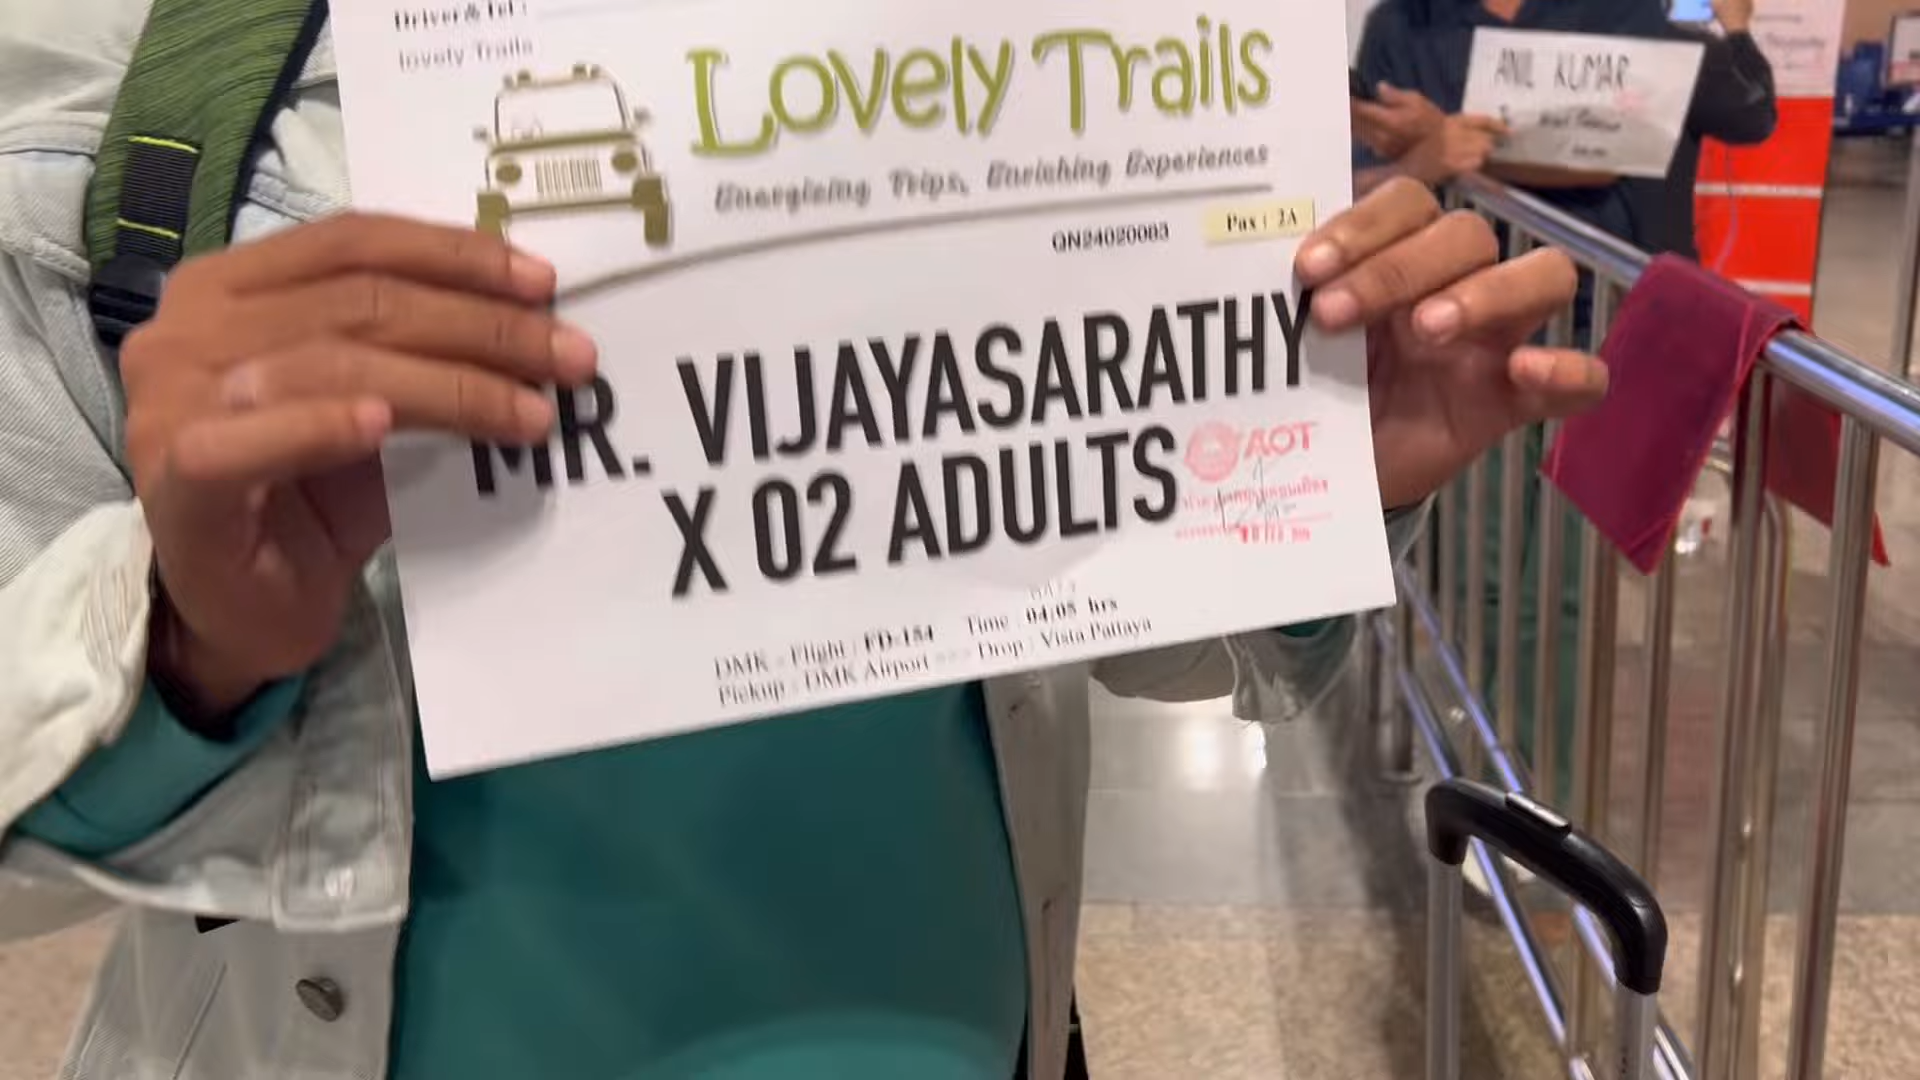 Driver & Tel :
Lovely Trails
Lovely Trails
Energizing Trips, Enriching Experiences
QN24020083
Pax : 2A
MR. VIJAYASARATHY
X 02 ADULTS
AOT
DMK - Flight : FD-154 Time : 04:05 hrs
Pickup : DMK Airport >>> Drop : Vista Pattaya
ANIL KUMAR